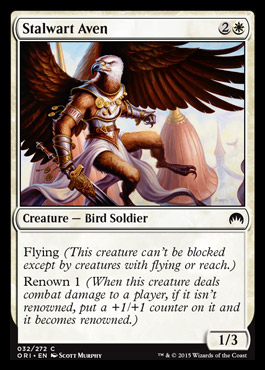 Stalwart Aven 2
Creature — Bird Soldier
Flying (This creature can't be blocked
except by creatures with flying or reach.)
Renown 1 (When this creature deals
combat damage to a player, if it isn't
renowned, put a +1/+1 counter on it and
it becomes renowned.)
1/3
032/272 C
ORI • EN Scott Murphy
™ & © 2015 Wizards of the Coast